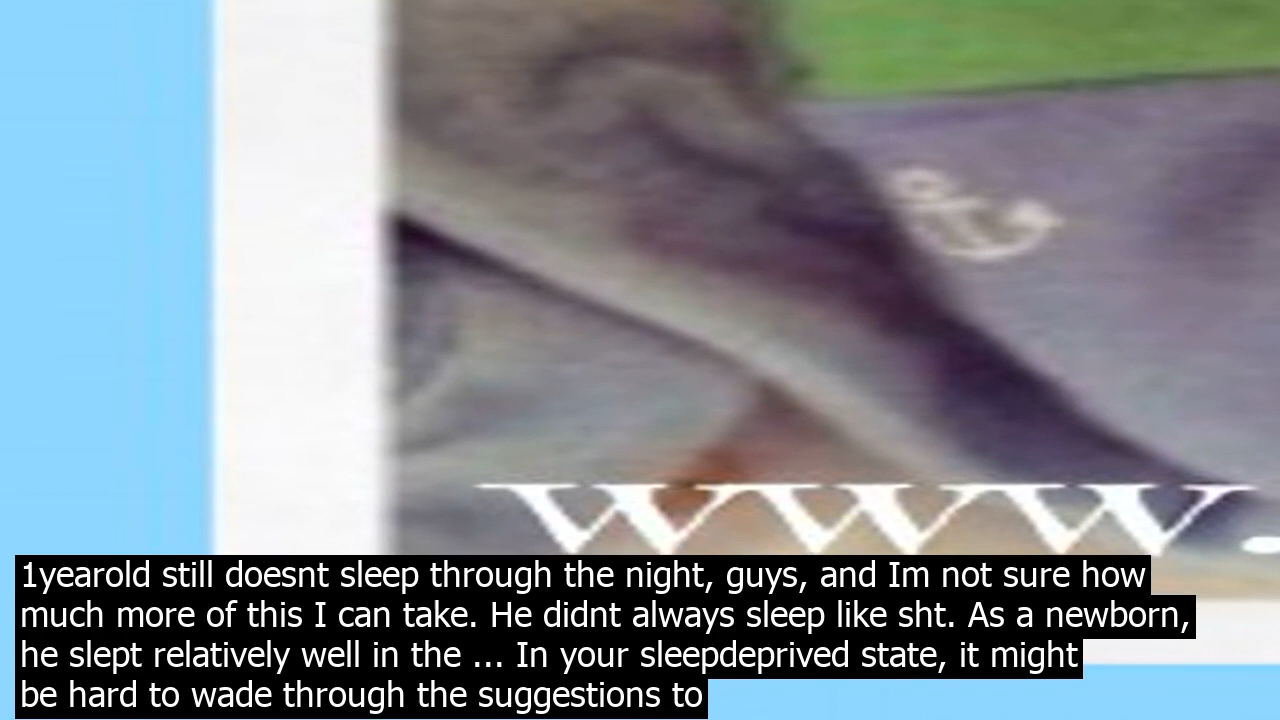 www.
1yearold still doesnt sleep through the night, guys, and Im not sure how
much more of this I can take. He didnt always sleep like sht. As a newborn,
he slept relatively well in the ... In your sleepdeprived state, it might
be hard to wade through the suggestions to